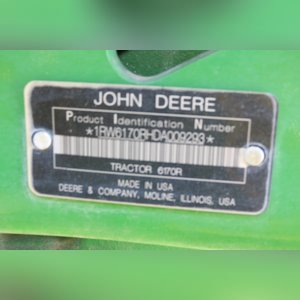 JOHN DEERE
Product Identification Number
*1RW6170RHDA009293*
TRACTOR 6170R
MADE IN USA
DEERE & COMPANY, MOLINE, ILLINOIS, USA